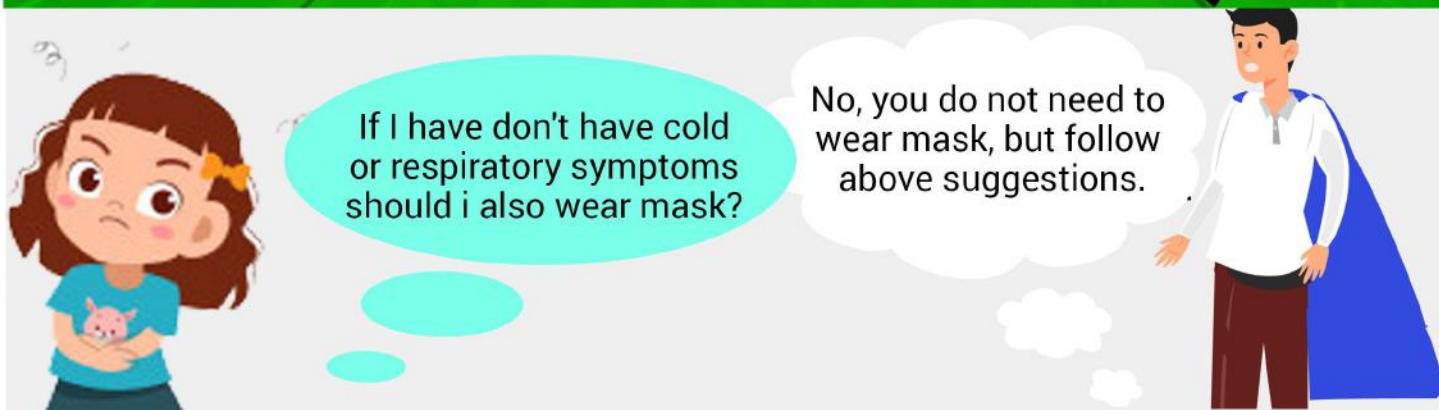 If I have don't have cold
or respiratory symptoms
should i also wear mask?
No, you do not need to
wear mask, but follow
above suggestions.